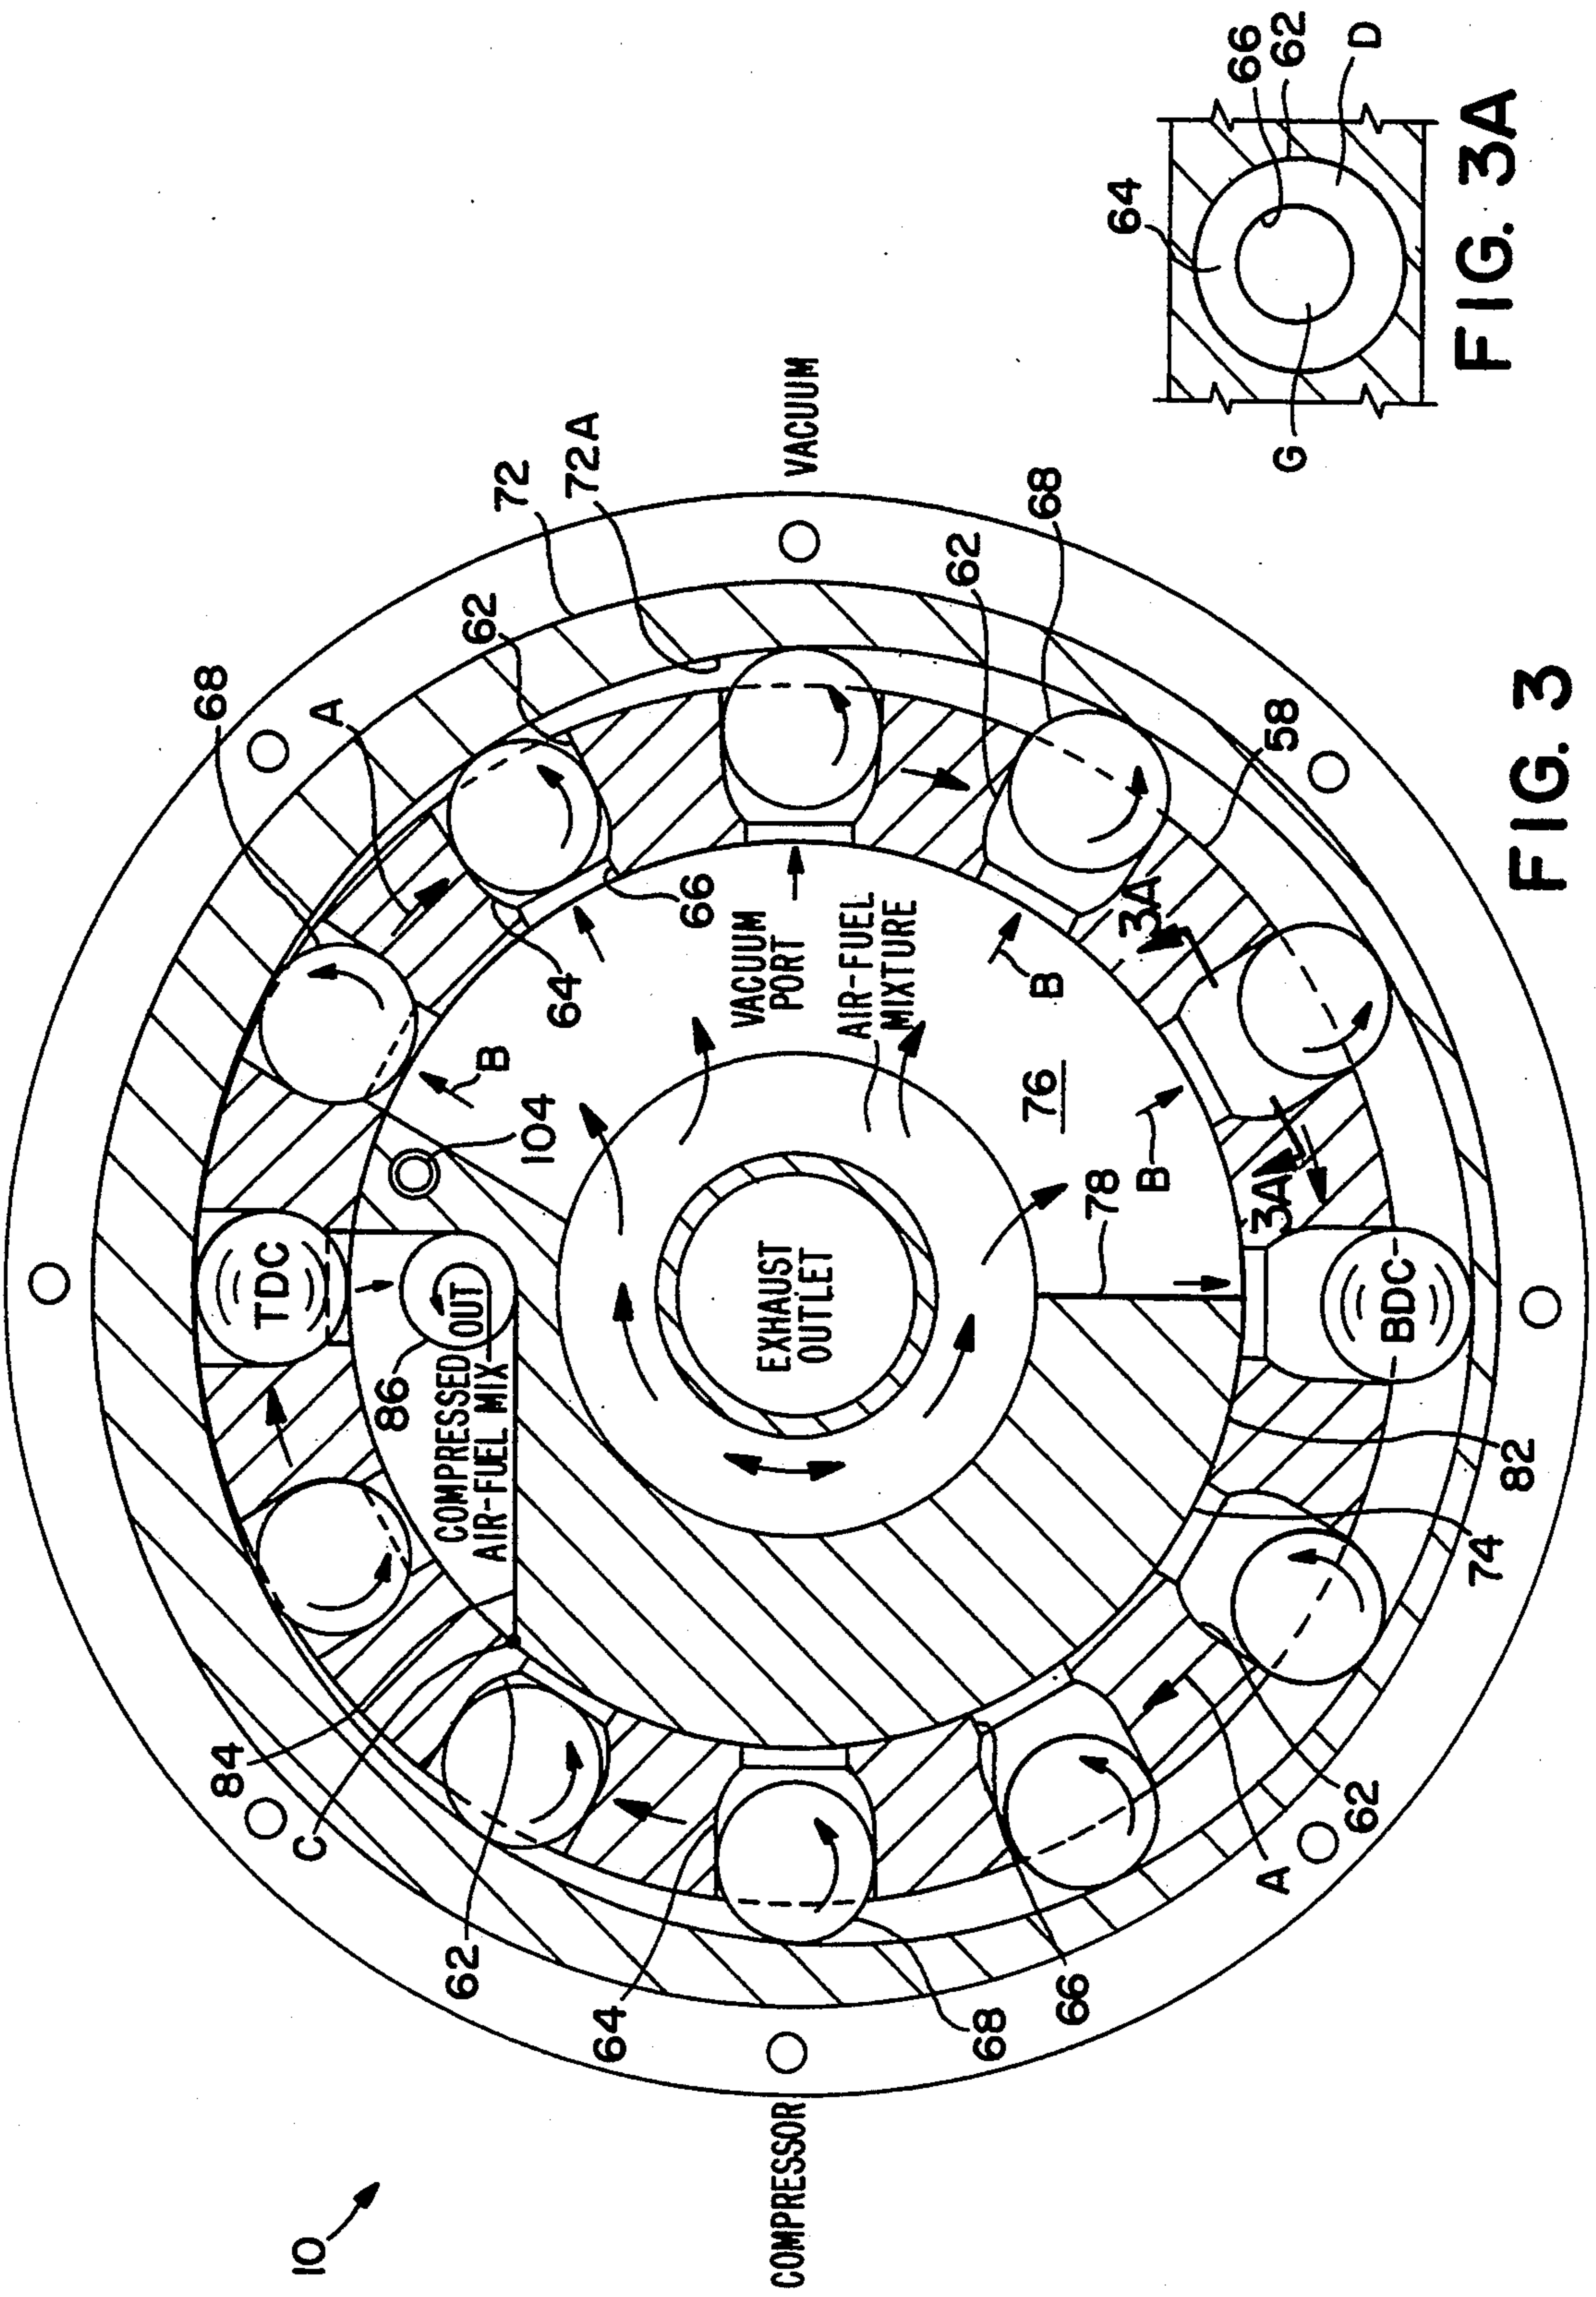 68
84
TDC
10
C
A
86
COMPRESSED OUT
AIR-FUEL MIX
62
62
B
72
104
64
72A
64
66
VACUUM
PORT
COMPRESSOR
EXHAUST
OUTLET
VACUUM
AIR-FUEL
MIXTURE
62
68
76
B
68
66
78
64
3A
B
66
A
3A
58
62
G
62
D
BDC
74
FIG. 3A
82
FIG. 3